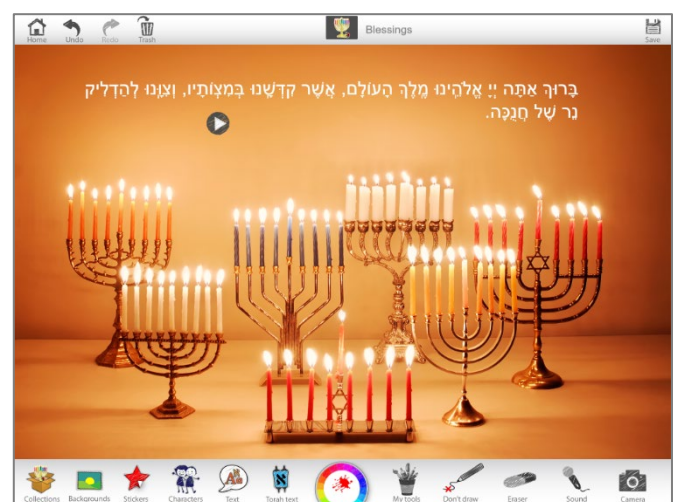 Home Undo Redo Trash Blessings Save
בָּרוּךְ אַתָּה יְיָ אֱלֹהֵינוּ מֶלֶךְ הָעוֹלָם, אֲשֶׁר קִדְּשָׁנוּ בְּמִצְוֹתָיו, וְצִוָּנוּ לְהַדְלִיק
נֵר שֶׁל חֲנֻכָּה.
Collections Backgrounds Stickers Characters Text Torah text My tools Don't draw Eraser Sound Camera